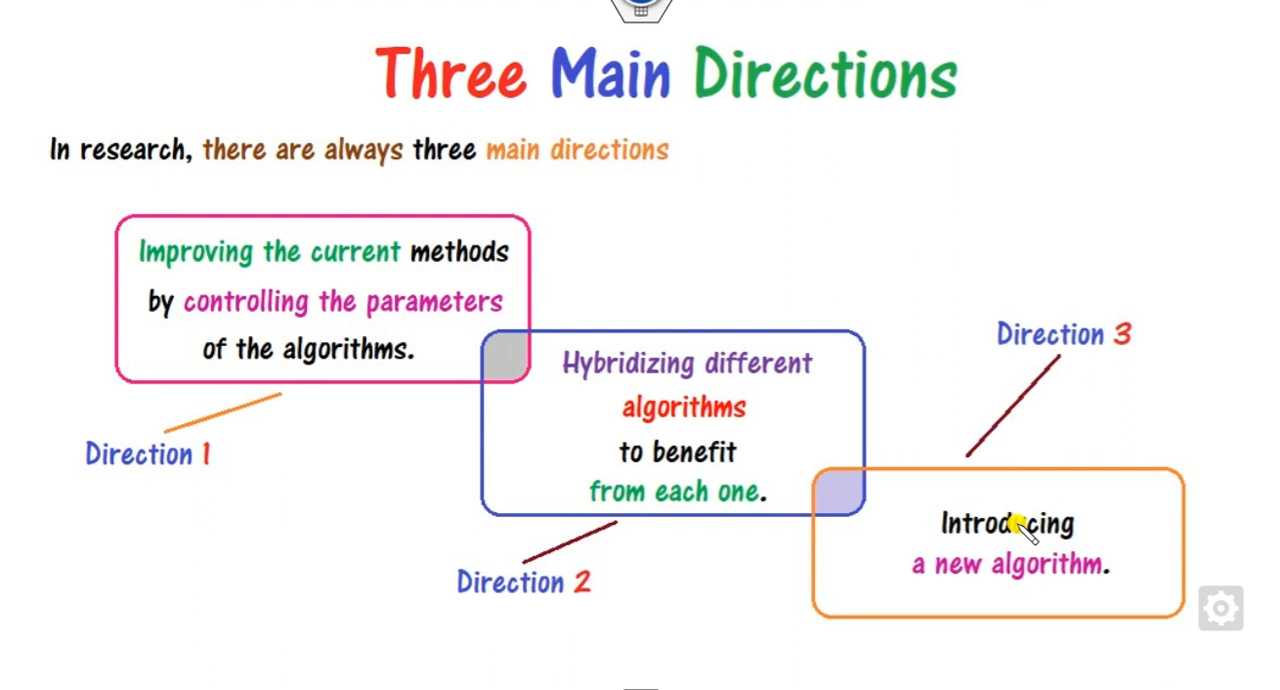 Three Main Directions
In research, there are always three main directions
Improving the current methods
by controlling the parameters
of the algorithms.
Direction 1
Hybridizing different
algorithms
to benefit
from each one.
Direction 2
Direction 3
Introducing
a new algorithm.